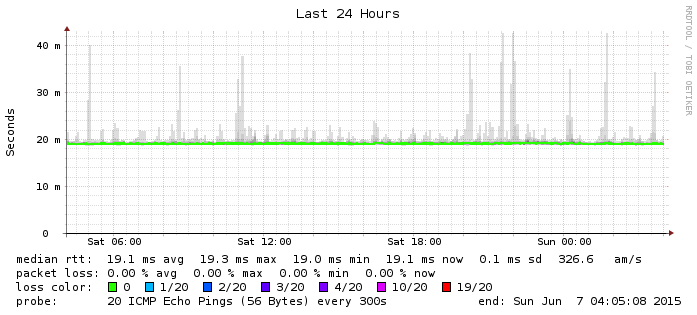 Last 24 Hours
RRDTOOL / TOBI OETIKER
Seconds
40 m
30 m
20 m
10 m
0
Sat 06:00 Sat 12:00 Sat 18:00 Sun 00:00
median rtt: 19.1 ms avg 19.3 ms max 19.0 ms min 19.1 ms now 0.1 ms sd 326.6 am/s
packet loss: 0.00 % avg 0.00 % max 0.00 % min 0.00 % now
loss color: 0 1/20 2/20 3/20 4/20 10/20 19/20
probe: 20 ICMP Echo Pings (56 Bytes) every 300s end: Sun Jun 7 04:05:08 2015